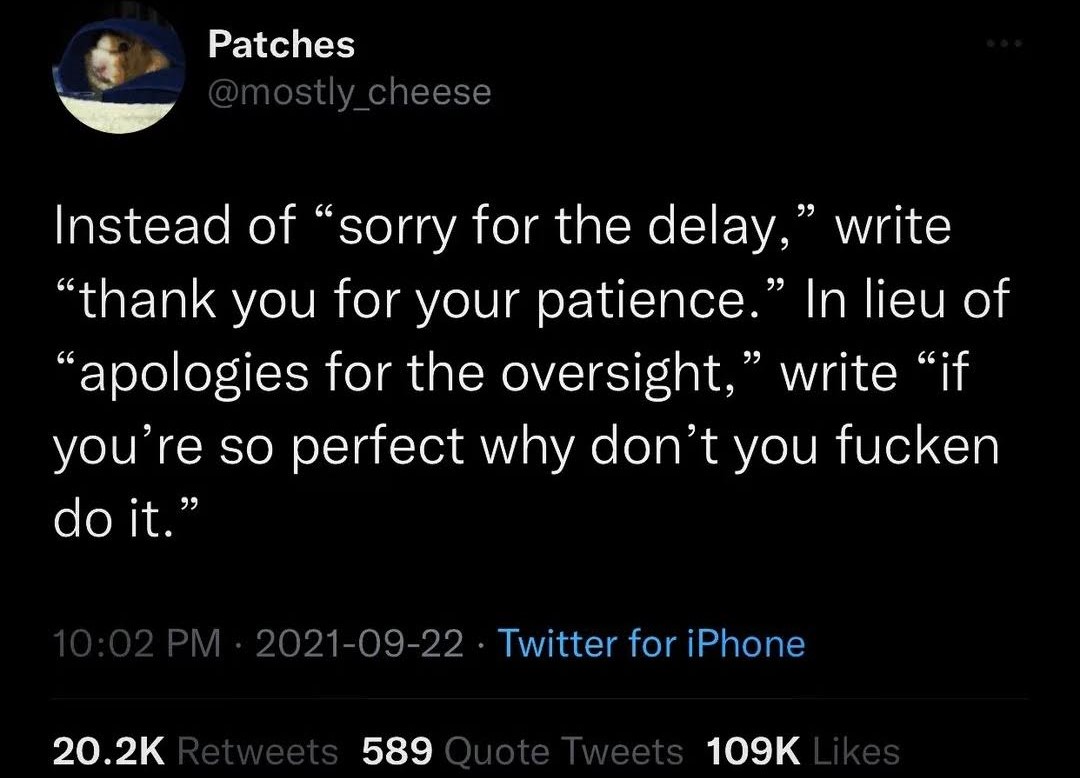 Patches
@mostly_cheese
Instead of “sorry for the delay,” write
“thank you for your patience.” In lieu of
“apologies for the oversight,” write “if
you’re so perfect why don’t you fucken
do it.”
10:02 PM · 2021-09-22 · Twitter for iPhone
20.2K Retweets 589 Quote Tweets 109K Likes